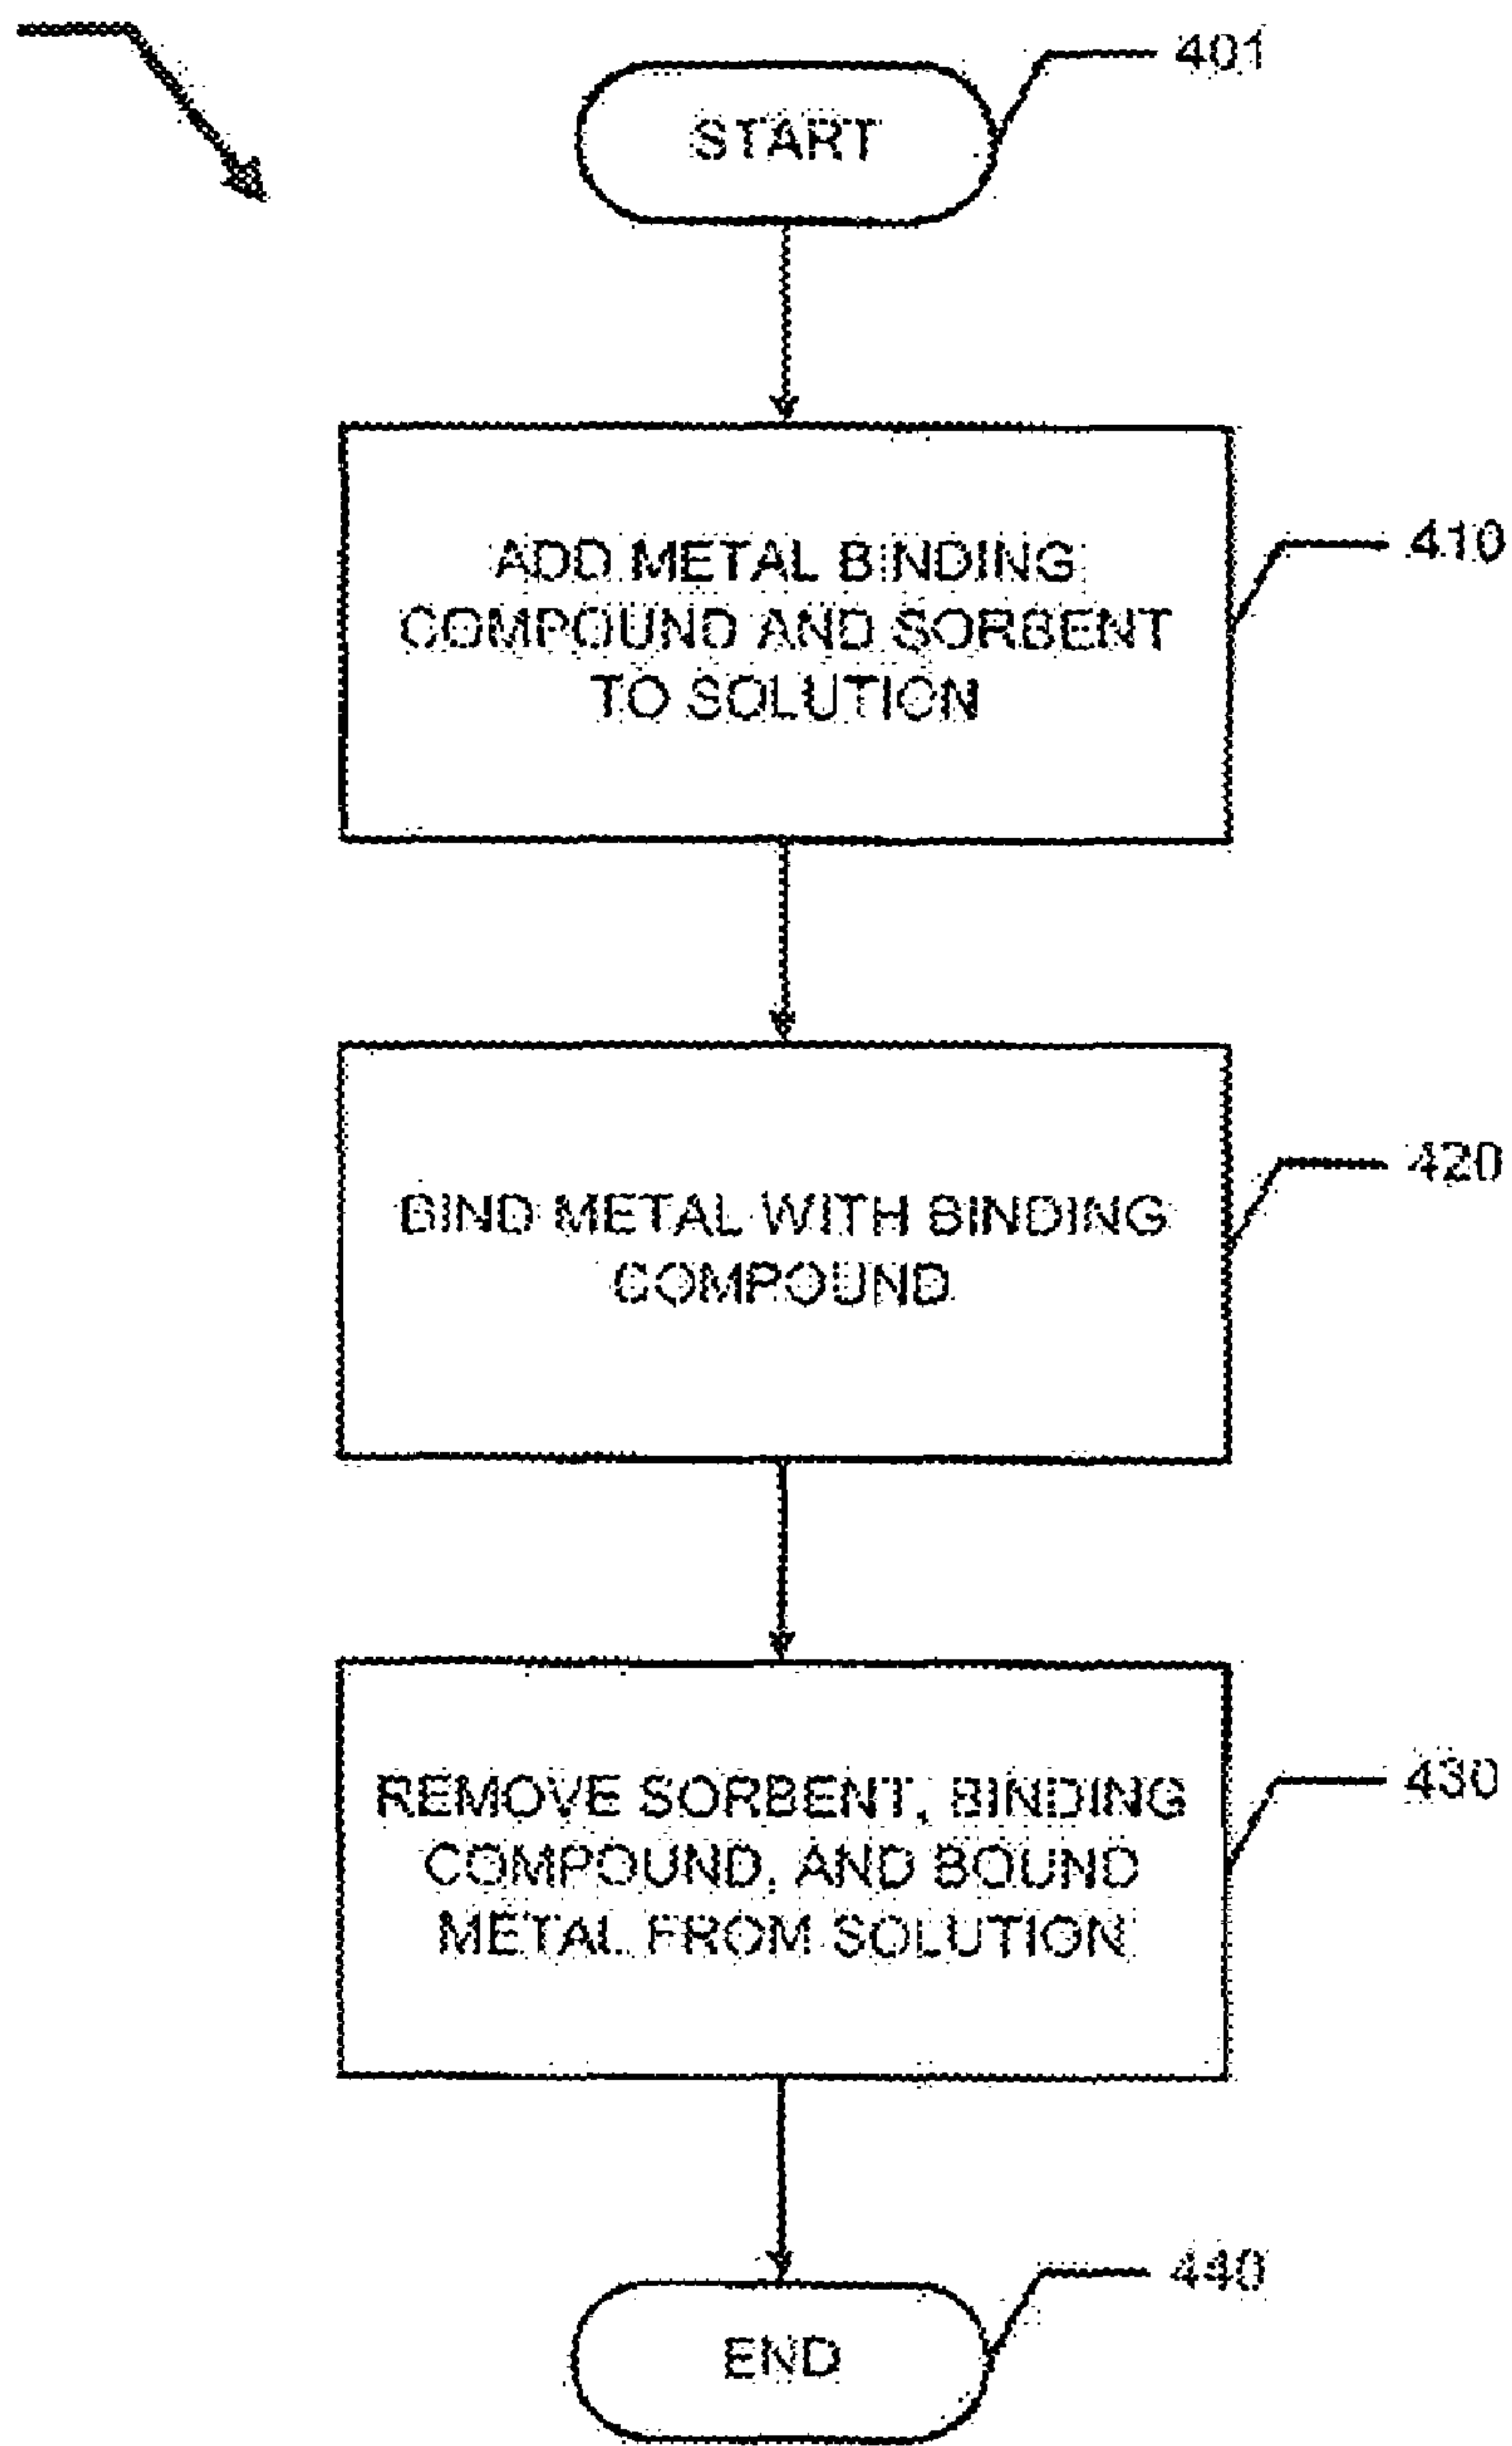 401
START
ADD METAL BINDING
COMPOUND AND SORBENT
TO SOLUTION
410
BIND METAL WITH BINDING
COMPOUND
420
REMOVE SORBENT, BINDING
COMPOUND, AND BOUND
METAL FROM SOLUTION
430
440
END